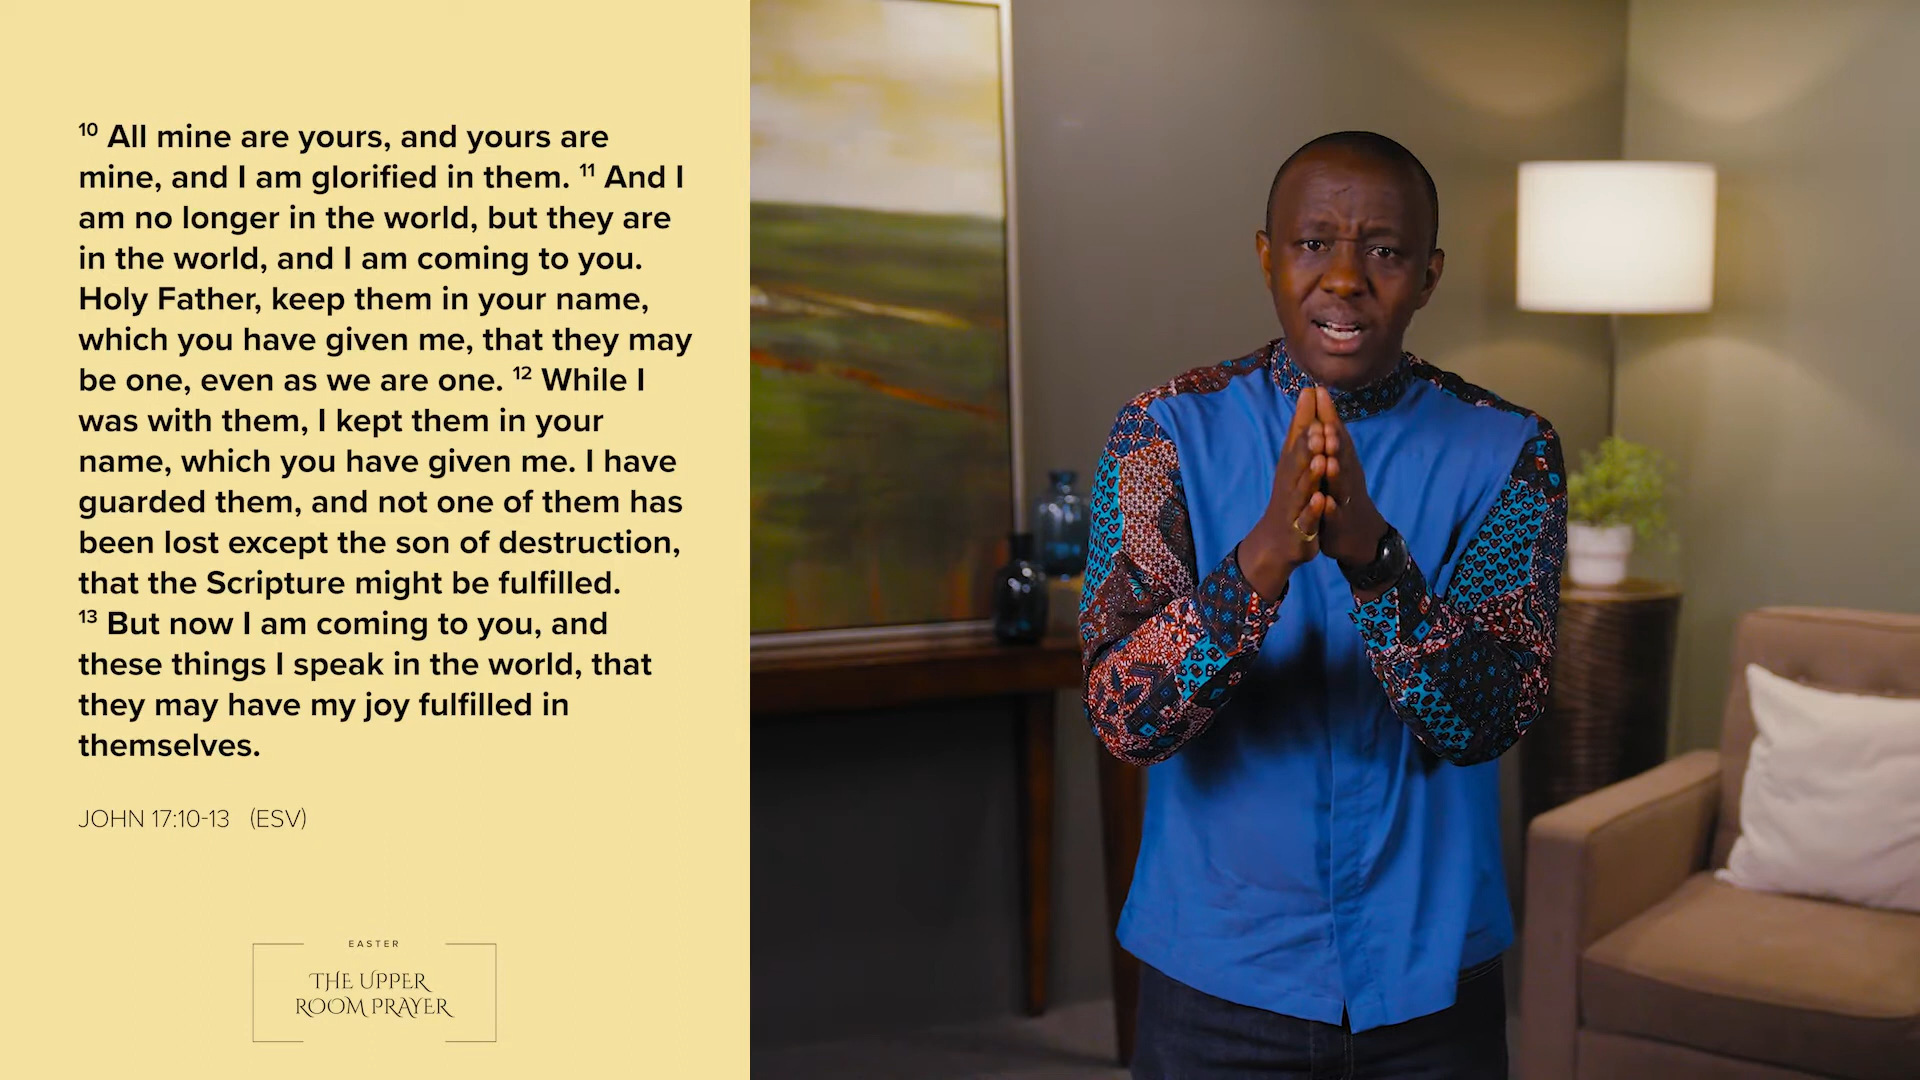 10 All mine are yours, and yours are
mine, and I am glorified in them. 11 And I
am no longer in the world, but they are
in the world, and I am coming to you.
Holy Father, keep them in your name,
which you have given me, that they may
be one, even as we are one. 12 While I
was with them, I kept them in your
name, which you have given me. I have
guarded them, and not one of them has
been lost except the son of destruction,
that the Scripture might be fulfilled.
13 But now I am coming to you, and
these things I speak in the world, that
they may have my joy fulfilled in
themselves.
JOHN 17:10-13 (ESV)
EASTER
THE UPPER
ROOM PRAYER